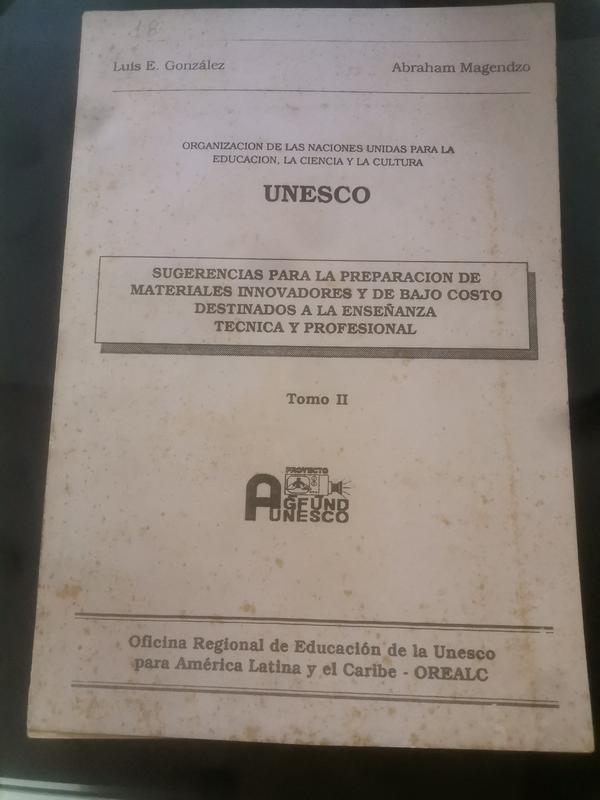 18
Luis E. González
Abraham Magendzo
ORGANIZACION DE LAS NACIONES UNIDAS PARA LA
EDUCACION, LA CIENCIA Y LA CULTURA
UNESCO
SUGERENCIAS PARA LA PREPARACION DE
MATERIALES INNOVADORES Y DE BAJO COSTO
DESTINADOS A LA ENSEÑANZA
TECNICA Y PROFESIONAL
Tomo II
PROYECTO
AGFUND
UNESCO
Oficina Regional de Educación de la Unesco
para América Latina y el Caribe - OREALC